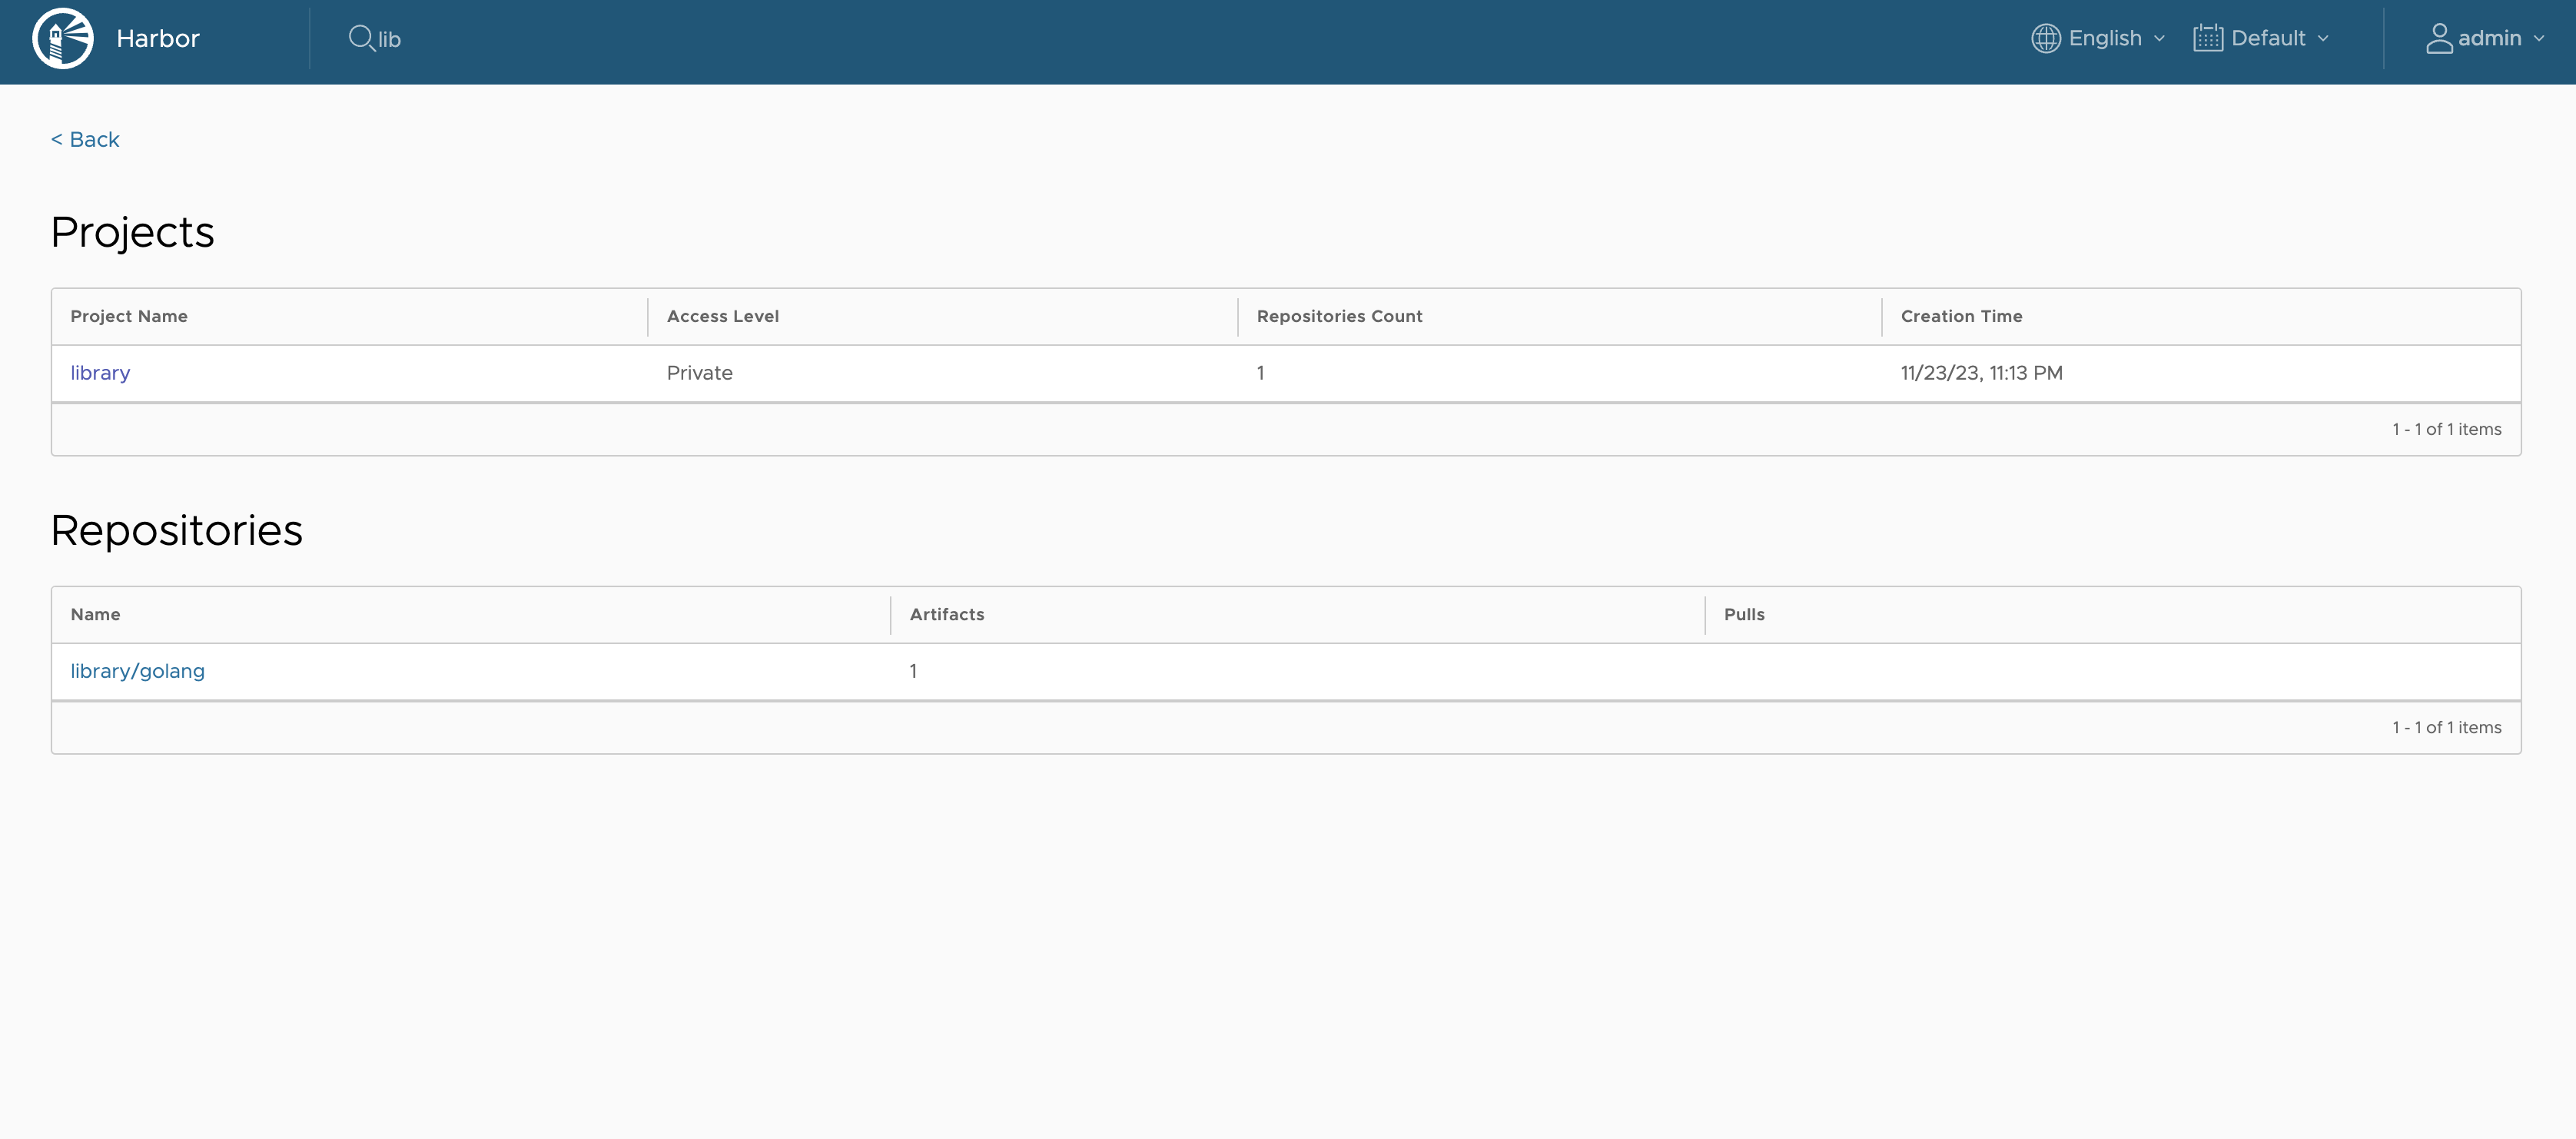 Harbor lib English Default admin
< Back
Projects
Project Name Access Level Repositories Count Creation Time
library Private 1 11/23/23, 11:13 PM
1 - 1 of 1 items
Repositories
Name Artifacts Pulls
library/golang 1
1 - 1 of 1 items